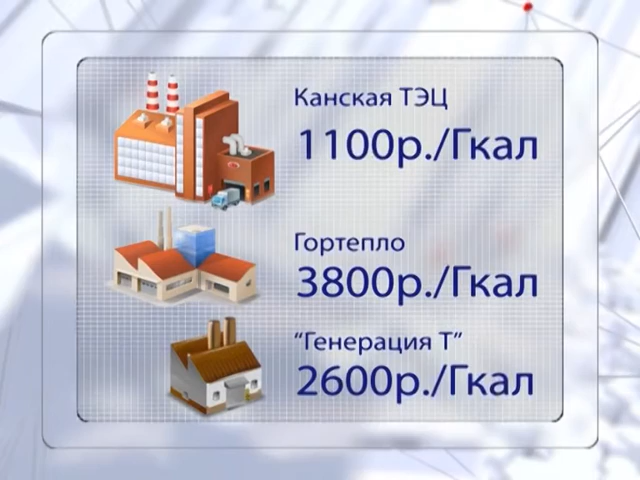 Канская ТЭЦ
1100р./Гкал
Гортепло
3800р./Гкал
“Генерация Т”
2600р./Гкал